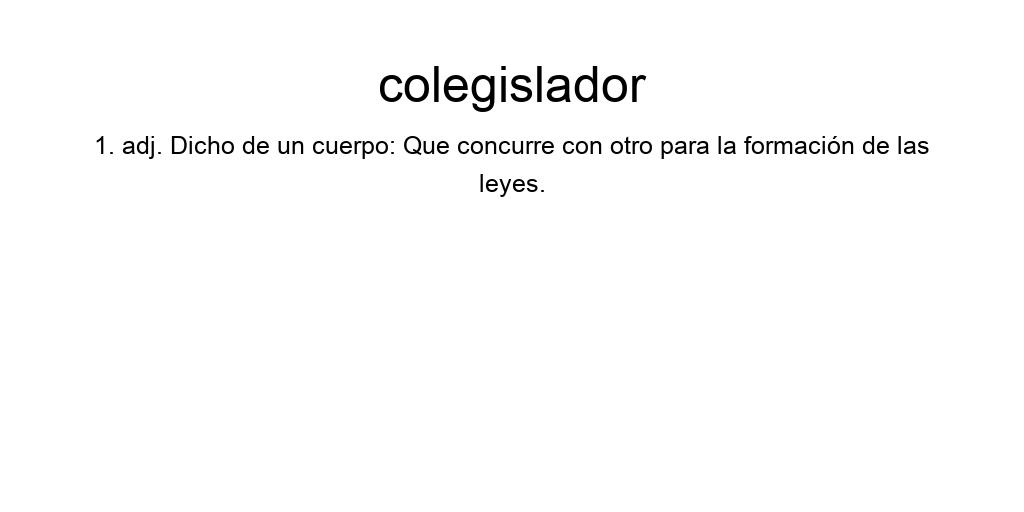 colegislador
1. adj. Dicho de un cuerpo: Que concurre con otro para la formación de las
leyes.